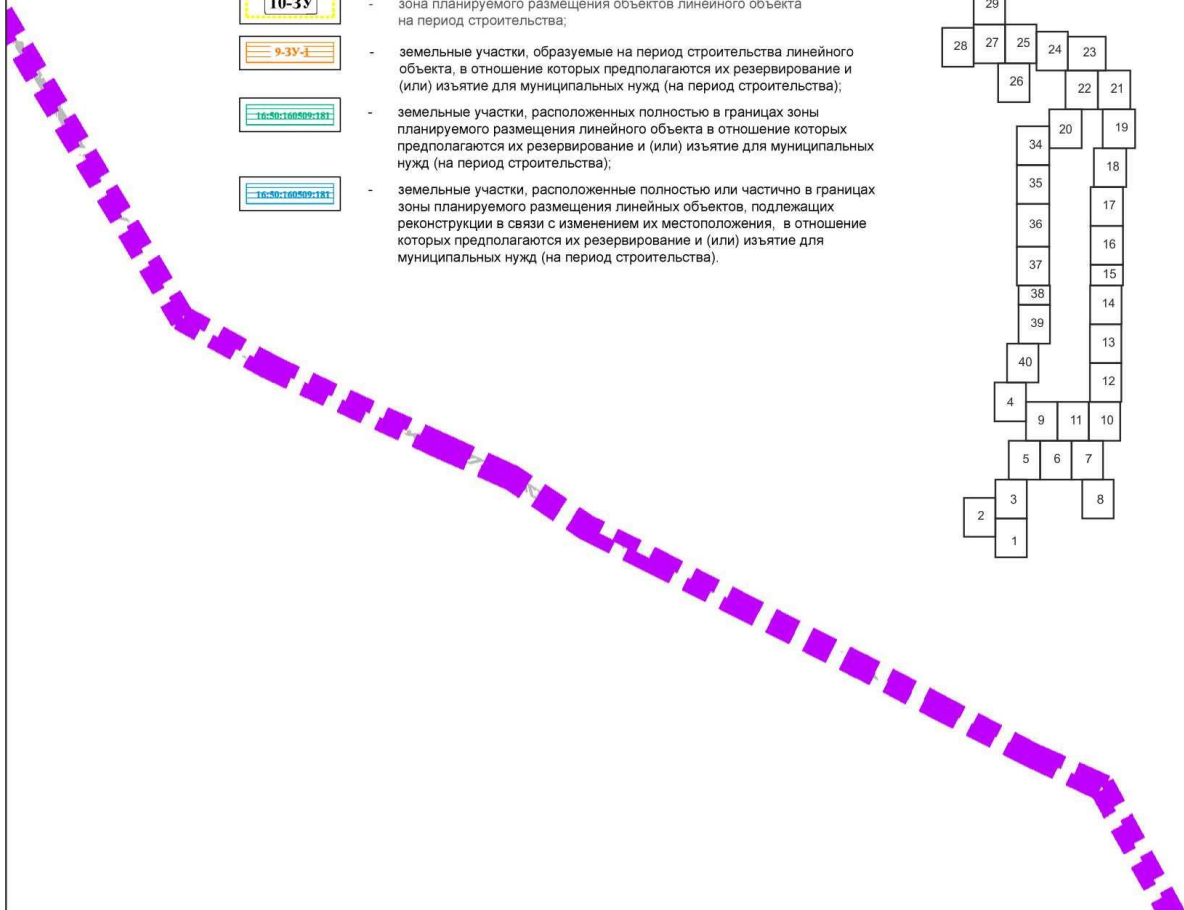 10-ЗУ
- зона планируемого размещения объектов линейного объекта
на период строительства;
9-ЗУ-1
- земельные участки, образуемые на период строительства линейного
объекта, в отношение которых предполагаются их резервирование и
(или) изъятие для муниципальных нужд (на период строительства);
16:50:160509:181
- земельные участки, расположенных полностью в границах зоны
планируемого размещения линейного объекта в отношение которых
предполагаются их резервирование и (или) изъятие для муниципальных
нужд (на период строительства);
16:50:160509:181
- земельные участки, расположенные полностью или частично в границах
зоны планируемого размещения линейных объектов, подлежащих
реконструкции в связи с изменением их местоположения, в отношение
которых предполагаются их резервирование и (или) изъятие для
муниципальных нужд (на период строительства).
29
28 27 25 24 23
26 22 21
34 20 19
35 18
36 17
16
37 15
38 14
39 13
40 12
4 9 11 10
5 6 7
3 8
2
1